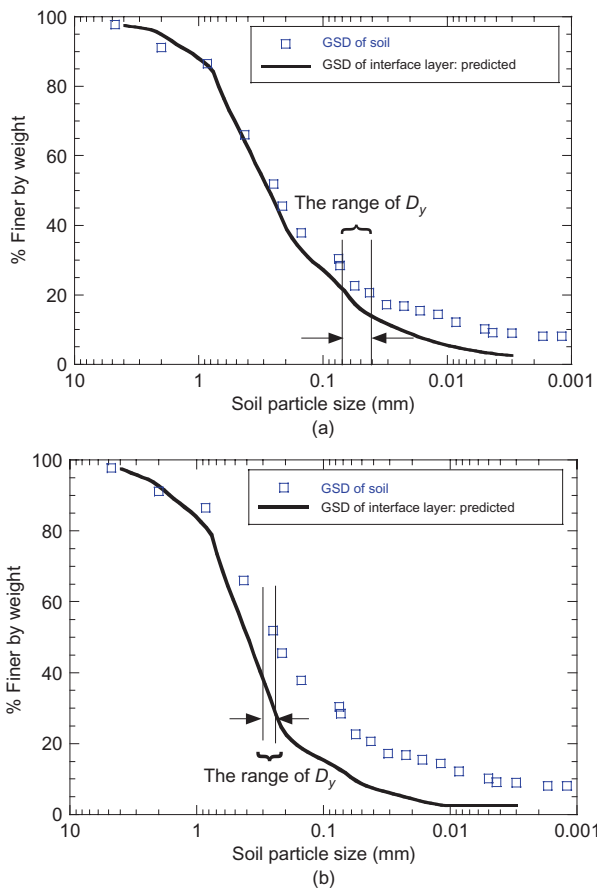 100
80
60
40
20
0
% Finer by weight
GSD of soil
GSD of interface layer: predicted
The range of Dy
10
1
0.1
0.01
0.001
Soil particle size (mm)
(a)
100
80
60
40
20
0
% Finer by weight
GSD of soil
GSD of interface layer: predicted
The range of Dy
10
1
0.1
0.01
0.001
Soil particle size (mm)
(b)